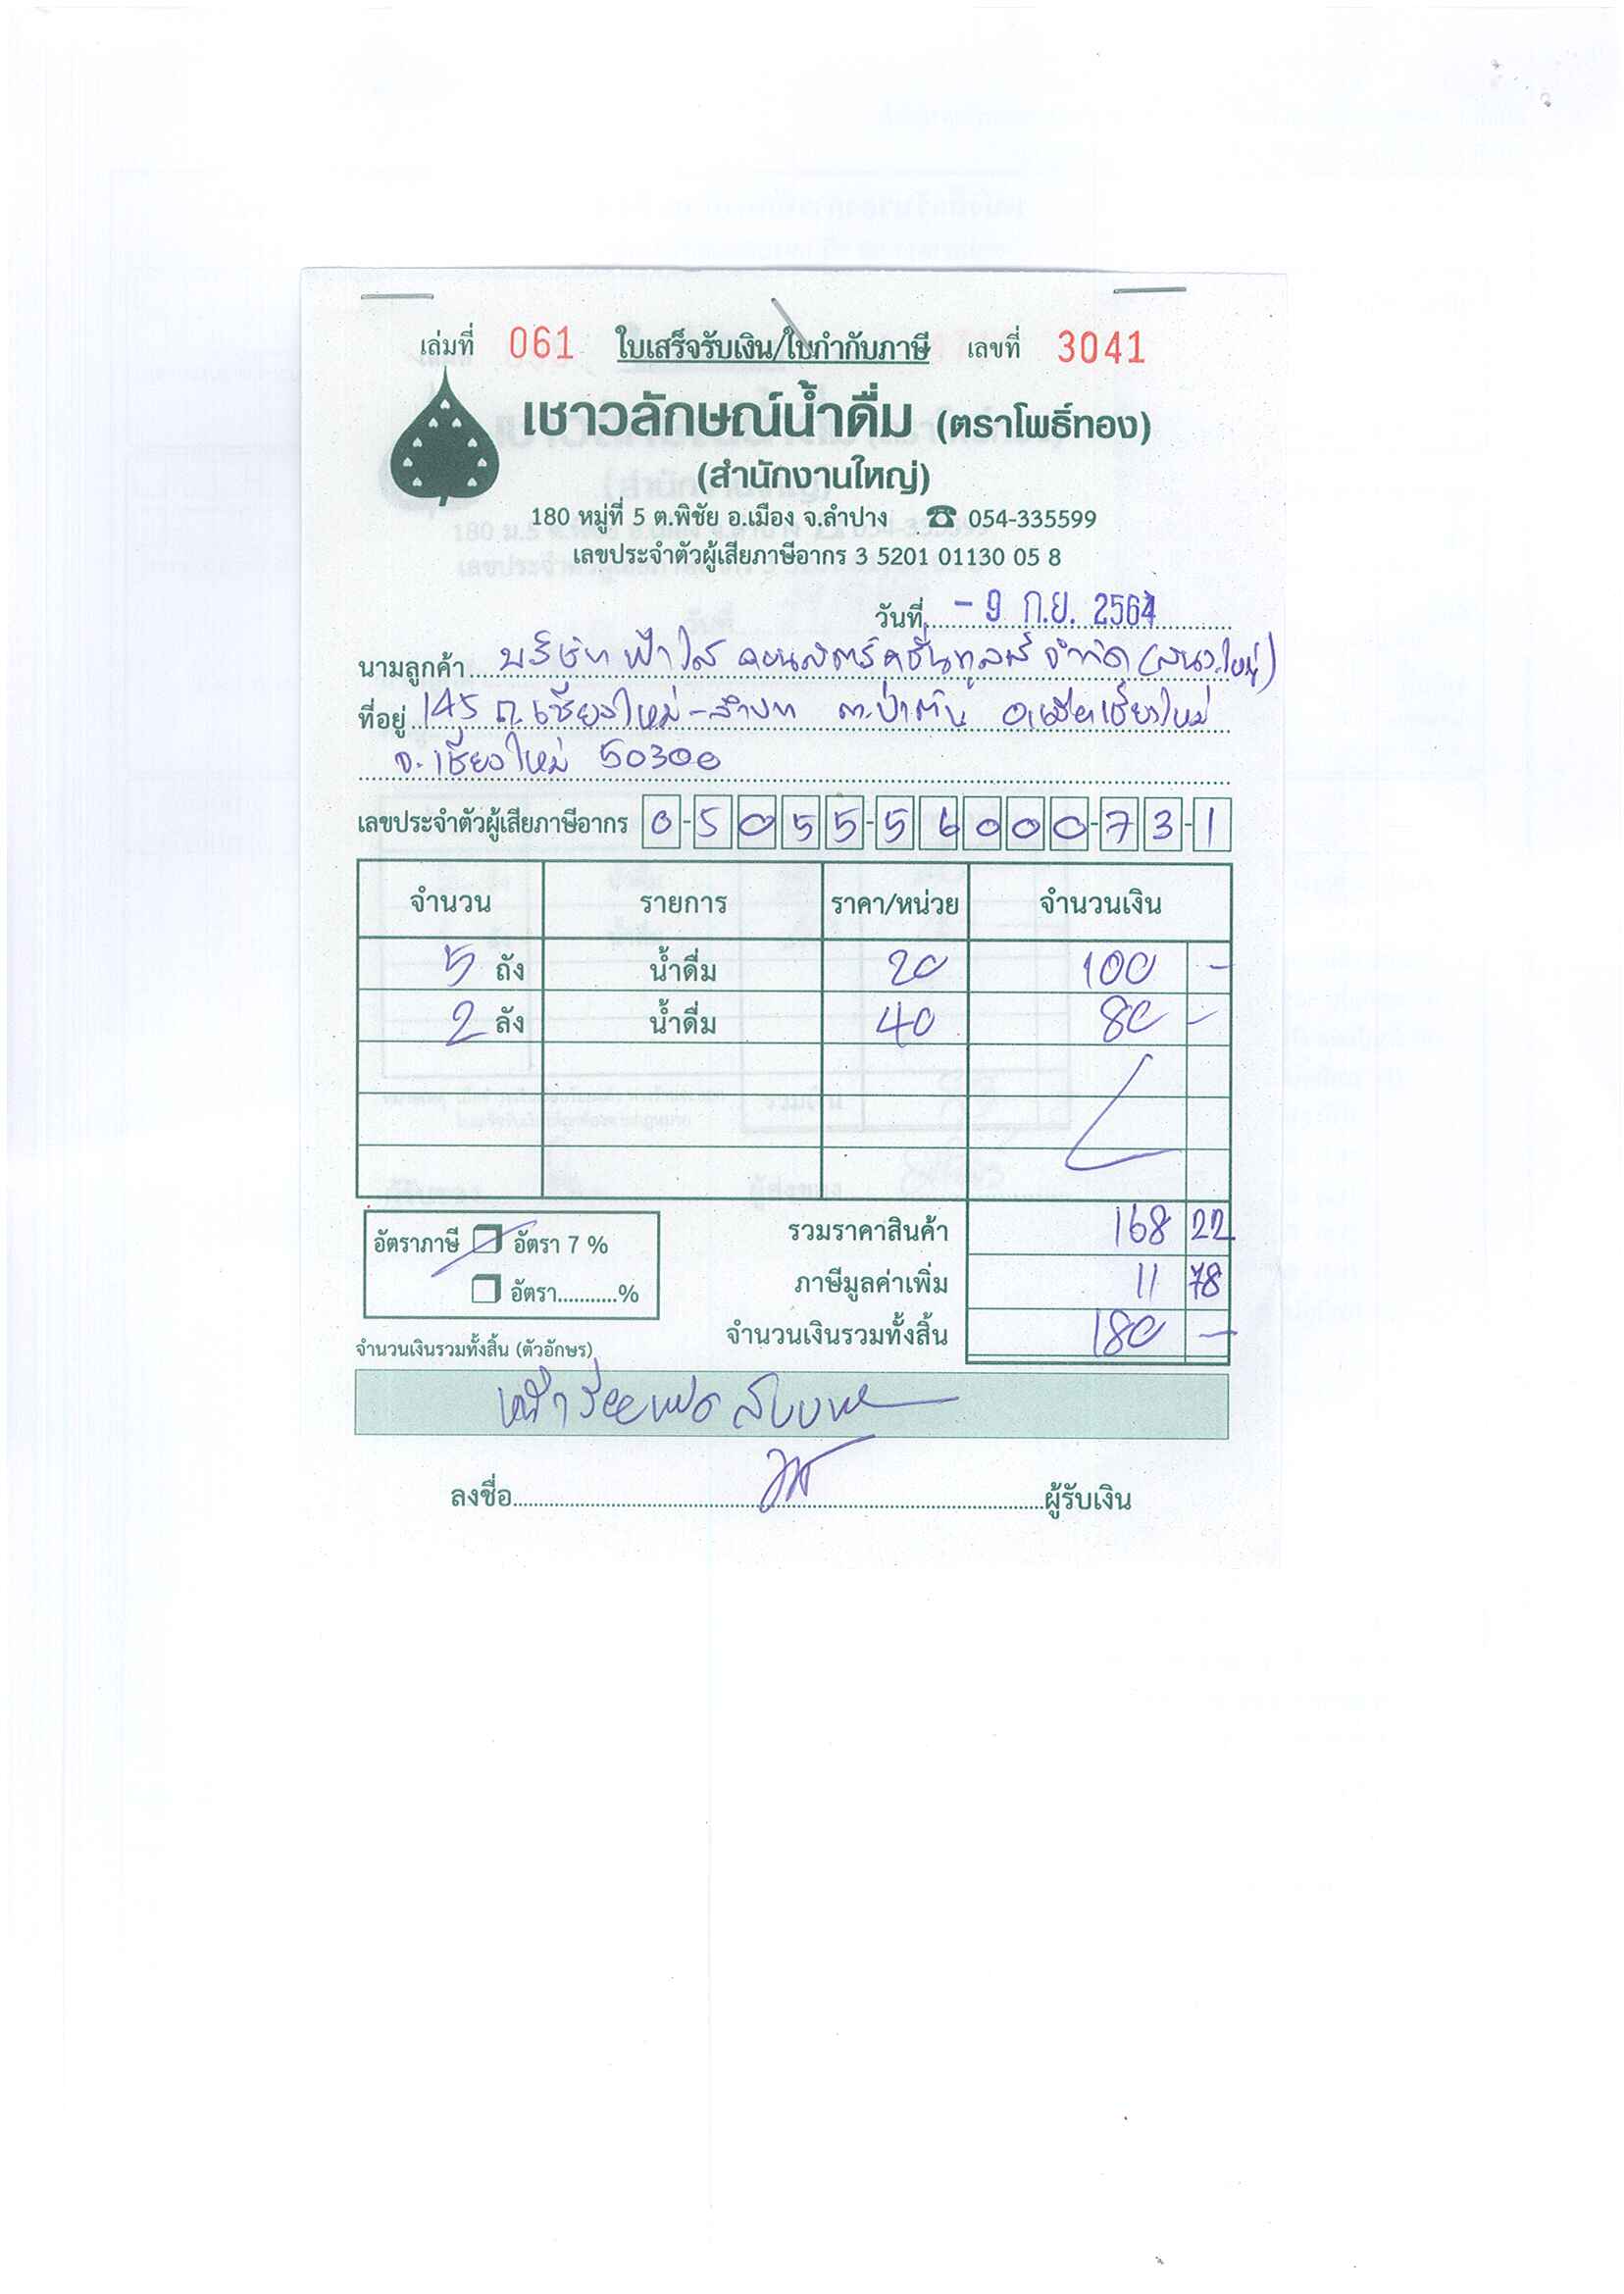 เล่มที่ 061 ใบเสร็จรับเงิน/ใบกำกับภาษี เลขที่ 3041
เชาวลักษณ์น้ำดื่ม (ตราโพธิ์ทอง)
(สำนักงานใหญ่)
180 หมู่ที่ 5 ต.พิชัย อ.เมือง จ.ลำปาง ☎ 054-335599
เลขประจำตัวผู้เสียภาษีอากร 3 5201 01130 05 8
วันที่ - 9 ก.ย. 2564
นามลูกค้า บริษัท ฟ้าใส คอนสตรัคชั่นทูลส์ จำกัด (สนง.ใหญ่)
ที่อยู่ 145 ถ.เชียงใหม่-ลำปาง ต.ป่าตัน อ.เมืองเชียงใหม่
จ.เชียงใหม่ 50300
เลขประจำตัวผู้เสียภาษีอากร 0-5055-56000-73-1
จำนวน รายการ ราคา/หน่วย จำนวนเงิน
5 ถัง น้ำดื่ม 20 100 -
2 ลัง น้ำดื่ม 40 80 -
รวมราคาสินค้า 168 22
อัตราภาษี อัตรา 7 %
ภาษีมูลค่าเพิ่ม 11 78
อัตรา...........%
จำนวนเงินรวมทั้งสิ้น 180 -
จำนวนเงินรวมทั้งสิ้น (ตัวอักษร)
หนึ่งร้อยแปดสิบบาท
ลงชื่อ ผู้รับเงิน